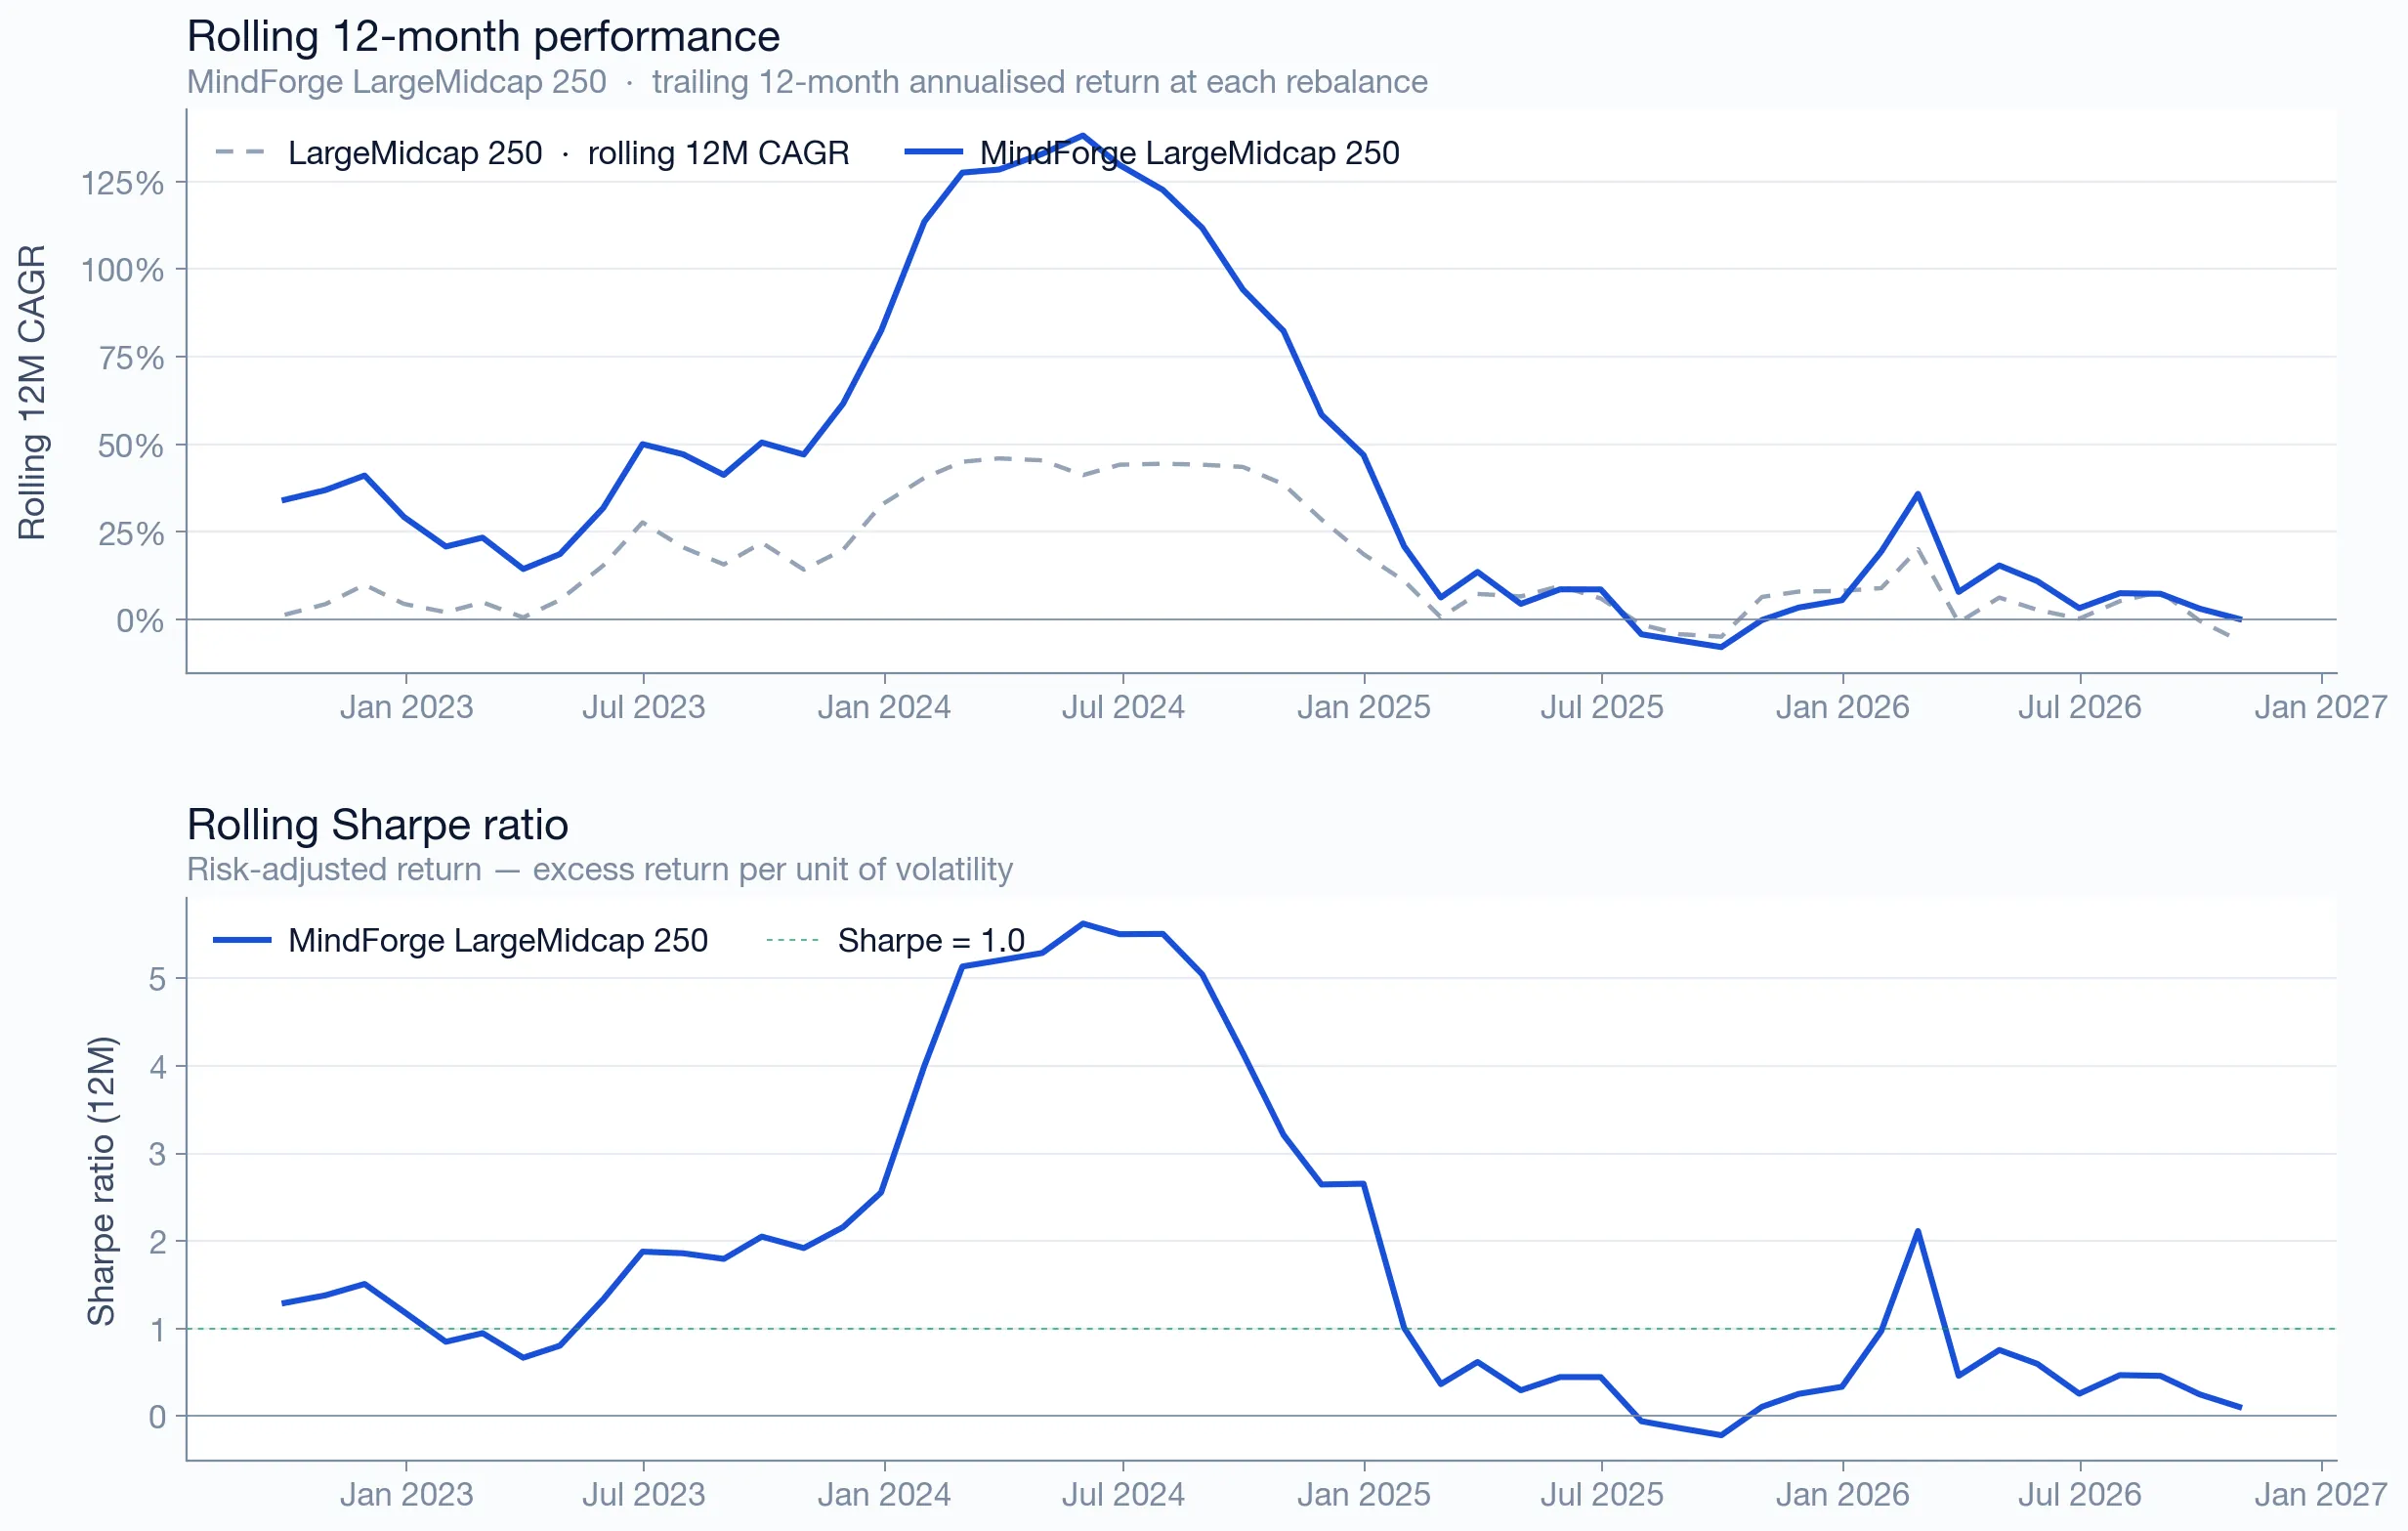 Rolling 12-month performance
MindForge LargeMidcap 250 · trailing 12-month annualised return at each rebalance
LargeMidcap 250 · rolling 12M CAGR MindForge LargeMidcap 250
Rolling 12M CAGR
125%
100%
75%
50%
25%
0%
Jan 2023 Jul 2023 Jan 2024 Jul 2024 Jan 2025 Jul 2025 Jan 2026 Jul 2026 Jan 2027
Rolling Sharpe ratio
Risk-adjusted return — excess return per unit of volatility
MindForge LargeMidcap 250 Sharpe = 1.0
Sharpe ratio (12M)
5
4
3
2
1
0
Jan 2023 Jul 2023 Jan 2024 Jul 2024 Jan 2025 Jul 2025 Jan 2026 Jul 2026 Jan 2027